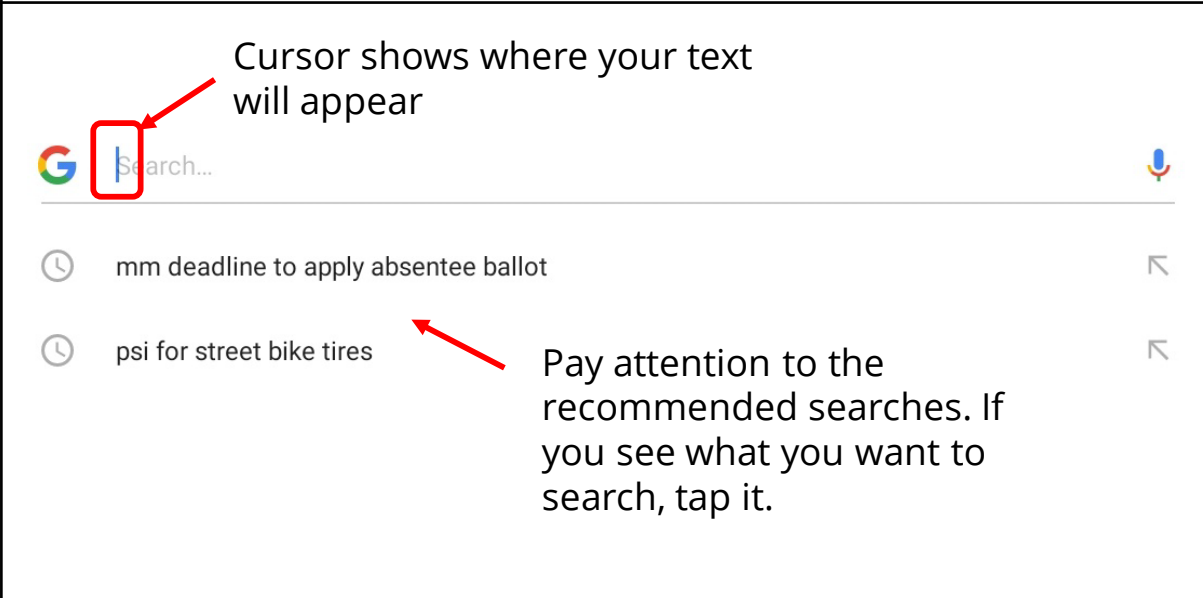 Cursor shows where your text
will appear
G
Search...
mm deadline to apply absentee ballot
psi for street bike tires
Pay attention to the
recommended searches. If
you see what you want to
search, tap it.